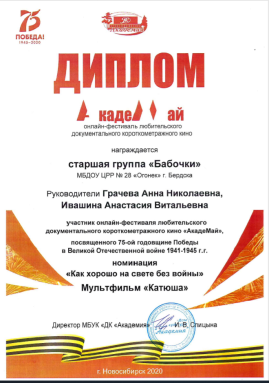 75
ПОБЕДА!
1945-2020
ДИПЛОМ
АкадеМай
онлайн-фестиваль любительского
документального короткометражного кино
награждается
старшая группа «Бабочки»
МБДОУ ЦРР № 28 «Огонек» г. Бердска
Руководители Грачева Анна Николаевна,
Ивашина Анастасия Витальевна
участник онлайн-фестиваля любительского
документального короткометражного кино «АкадеМай»,
посвященного 75-ой годовщине Победы
в Великой Отечественной войне 1941-1945 г.г.
номинация
«Как хорошо на свете без войны»
Мультфильм «Катюша»
Директор МБУК «ДК «Академия» И. В. Спицына
г. Новосибирск 2020